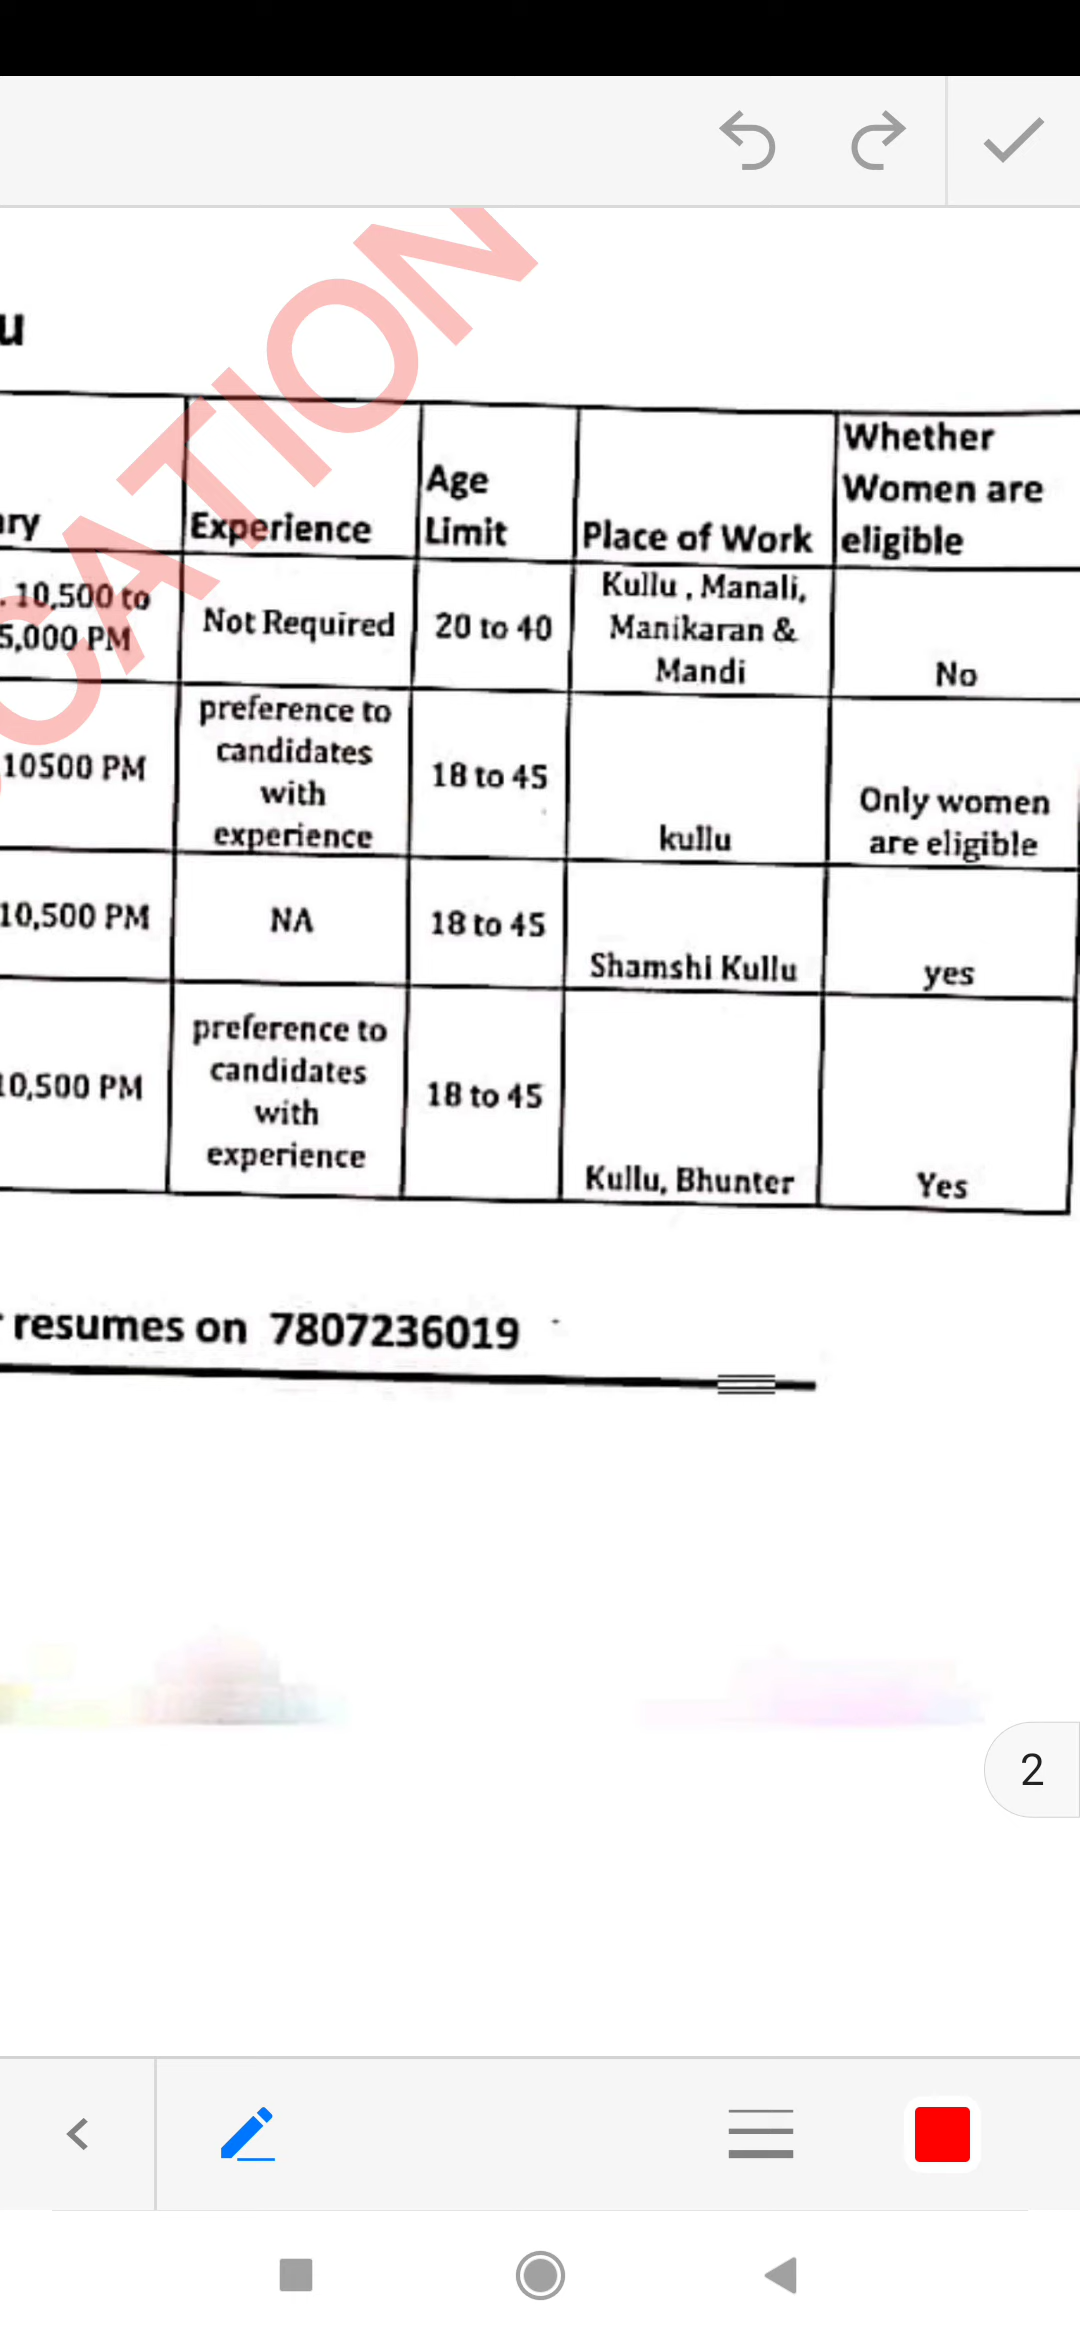 CATION
u
ary
Experience
Age
Limit
Place of Work
Whether
Women are
eligible
. 10,500 to
5,000 PM
Not Required
20 to 40
Kullu , Manali,
Manikaran &
Mandi
No
10500 PM
preference to
candidates
with
experience
18 to 45
kullu
Only women
are eligible
10,500 PM
NA
18 to 45
Shamshi Kullu
yes
10,500 PM
preference to
candidates
with
experience
18 to 45
Kullu, Bhunter
Yes
r resumes on 7807236019
2